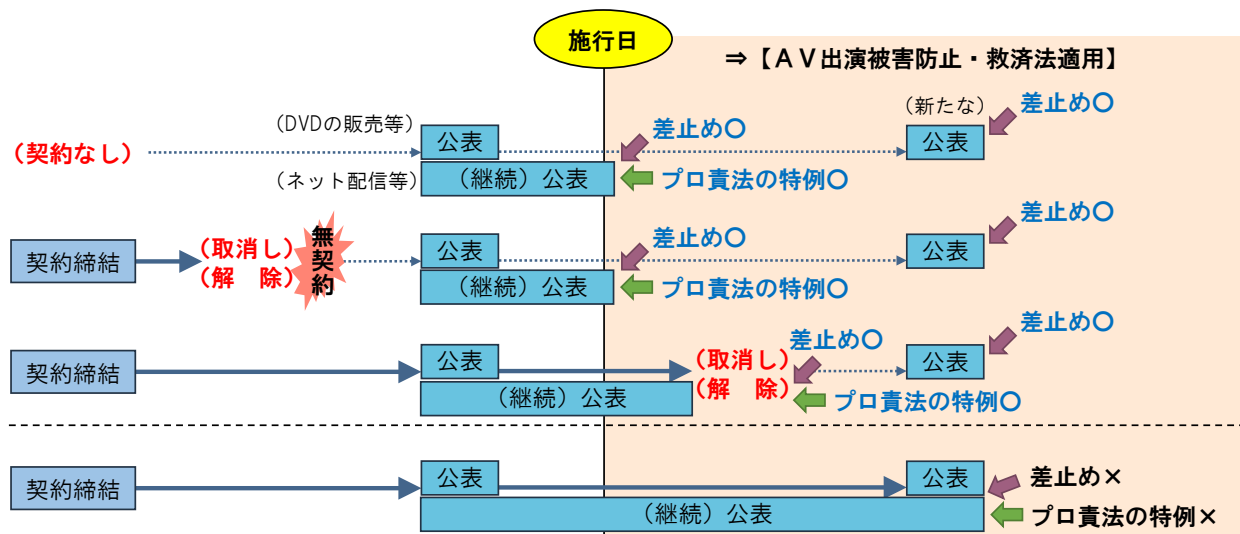 施行日
⇒【ＡＶ出演被害防止・救済法適用】
（DVDの販売等）
公表
差止め〇
（新たな）
公表
差止め〇
（契約なし）
（ネット配信等）
（継続）公表
プロ責法の特例〇
契約締結
（取消し）
（解　除）
無契約
公表
（継続）公表
差止め〇
プロ責法の特例〇
公表
差止め〇
契約締結
公表
（継続）公表
（取消し）
（解　除）
差止め〇
プロ責法の特例〇
公表
差止め〇
契約締結
公表
公表
差止め×
（継続）公表
プロ責法の特例×